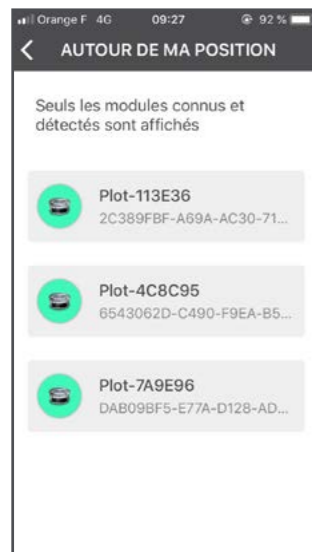 Orange F 4G 09:27 92 %
AUTOUR DE MA POSITION
Seuls les modules connus et
détectés sont affichés
Plot-113E36
2C389FBF-A69A-AC30-71...
Plot-4C8C95
6543062D-C490-F9EA-B5...
Plot-7A9E96
DAB09BF5-E77A-D128-AD...